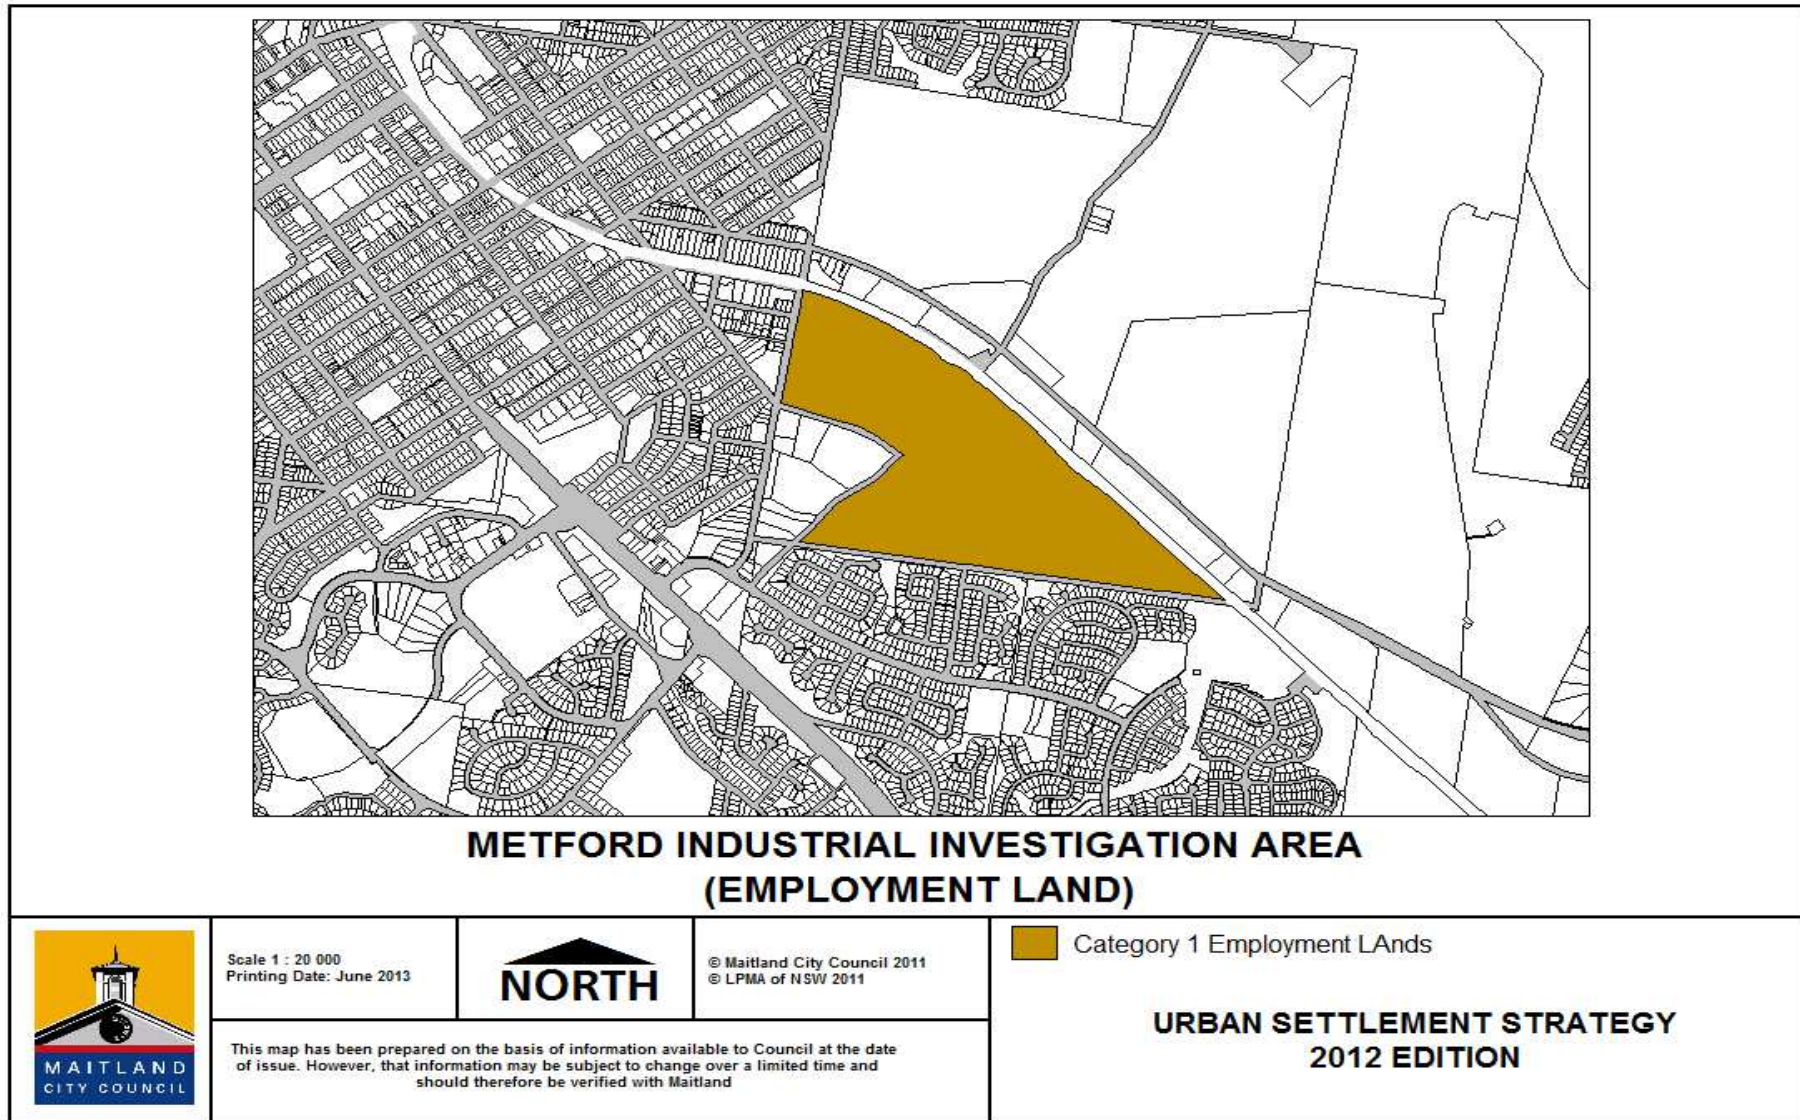 METFORD INDUSTRIAL INVESTIGATION AREA
(EMPLOYMENT LAND)
MAITLAND
CITY COUNCIL
Scale 1 : 20 000
Printing Date: June 2013
NORTH
© Maitland City Council 2011
© LPMA of NSW 2011
This map has been prepared on the basis of information available to Council at the date
of issue. However, that information may be subject to change over a limited time and
should therefore be verified with Maitland
Category 1 Employment LAnds
URBAN SETTLEMENT STRATEGY
2012 EDITION